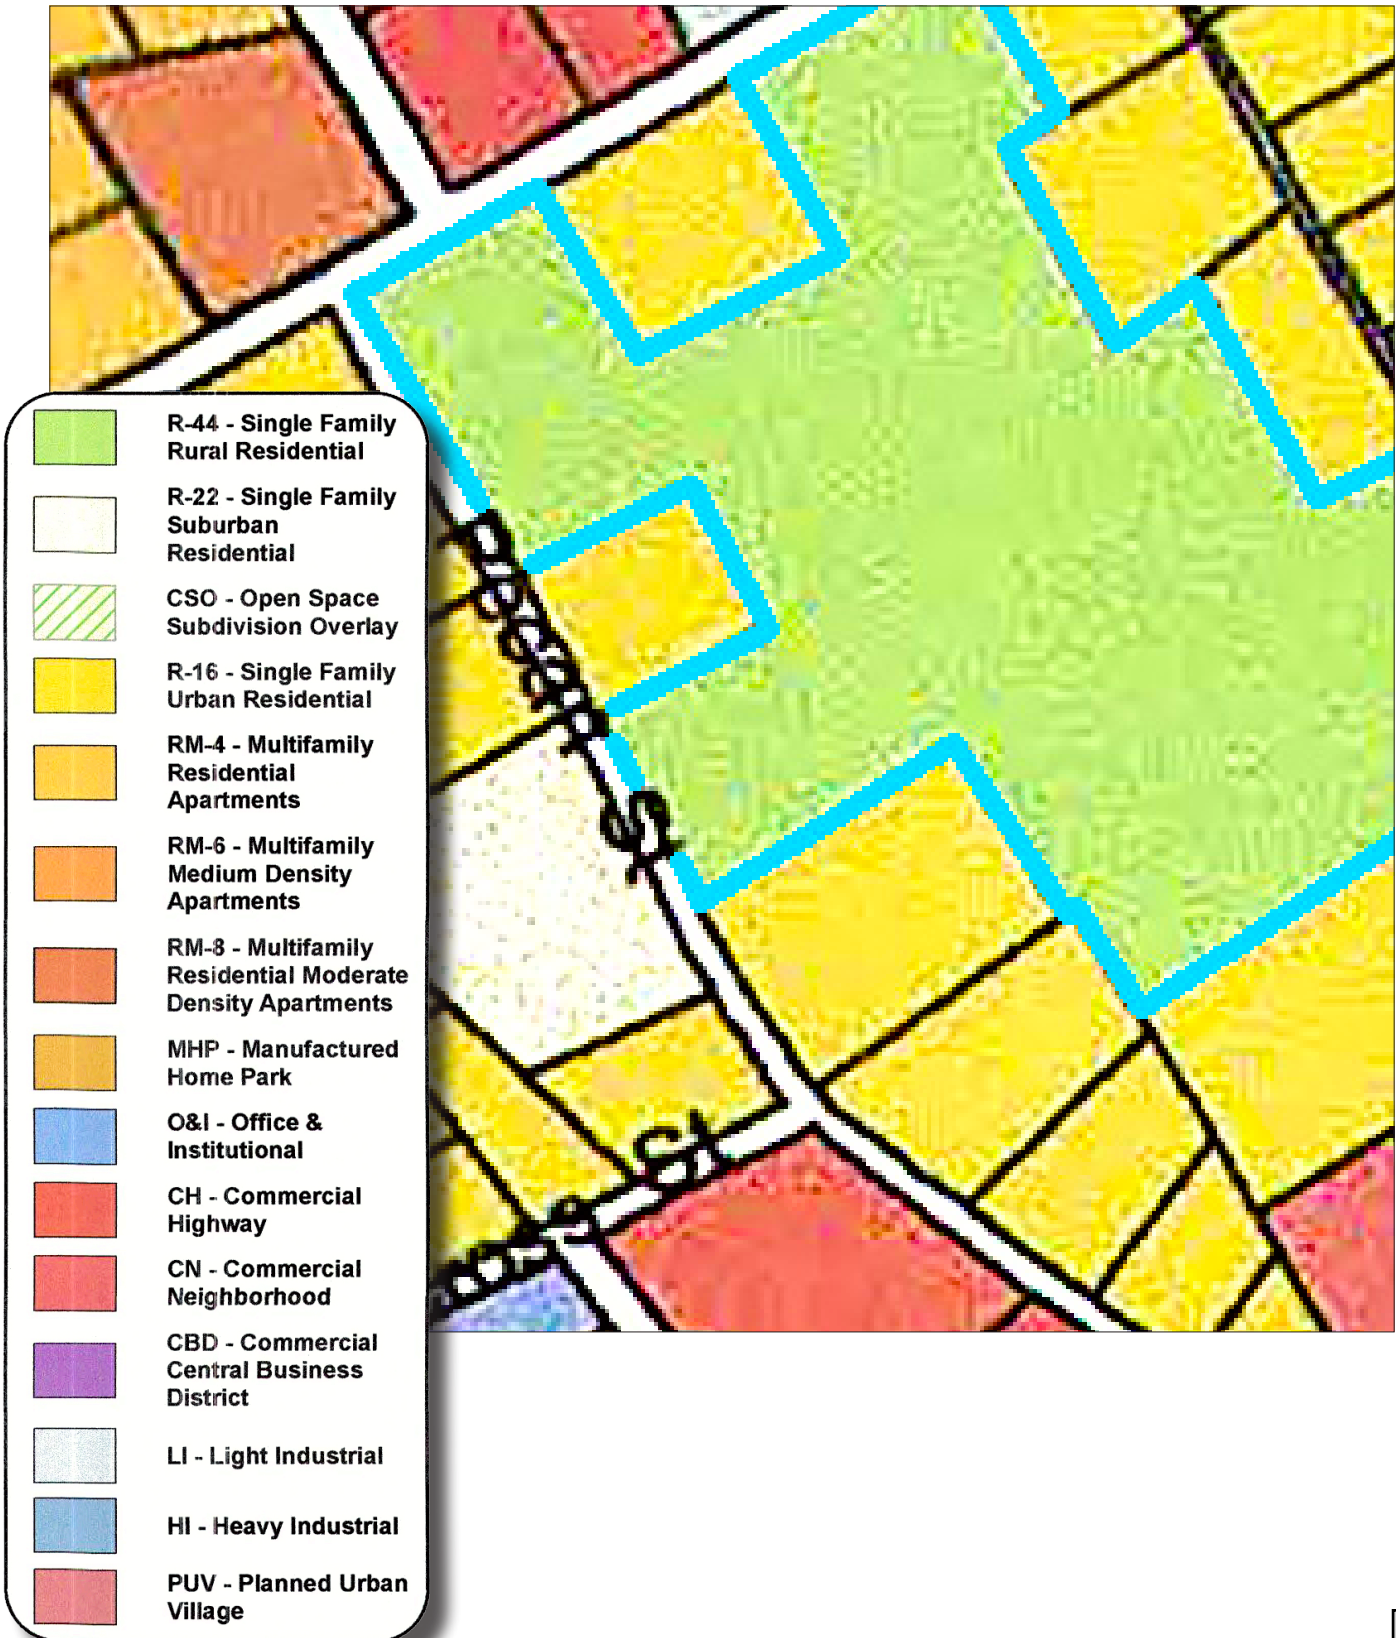 Prescott
St
St
R-44 - Single Family
Rural Residential
R-22 - Single Family
Suburban
Residential
CSO - Open Space
Subdivision Overlay
R-16 - Single Family
Urban Residential
RM-4 - Multifamily
Residential
Apartments
RM-6 - Multifamily
Medium Density
Apartments
RM-8 - Multifamily
Residential Moderate
Density Apartments
MHP - Manufactured
Home Park
O&I - Office &
Institutional
CH - Commercial
Highway
CN - Commercial
Neighborhood
CBD - Commercial
Central Business
District
LI - Light Industrial
HI - Heavy Industrial
PUV - Planned Urban
Village